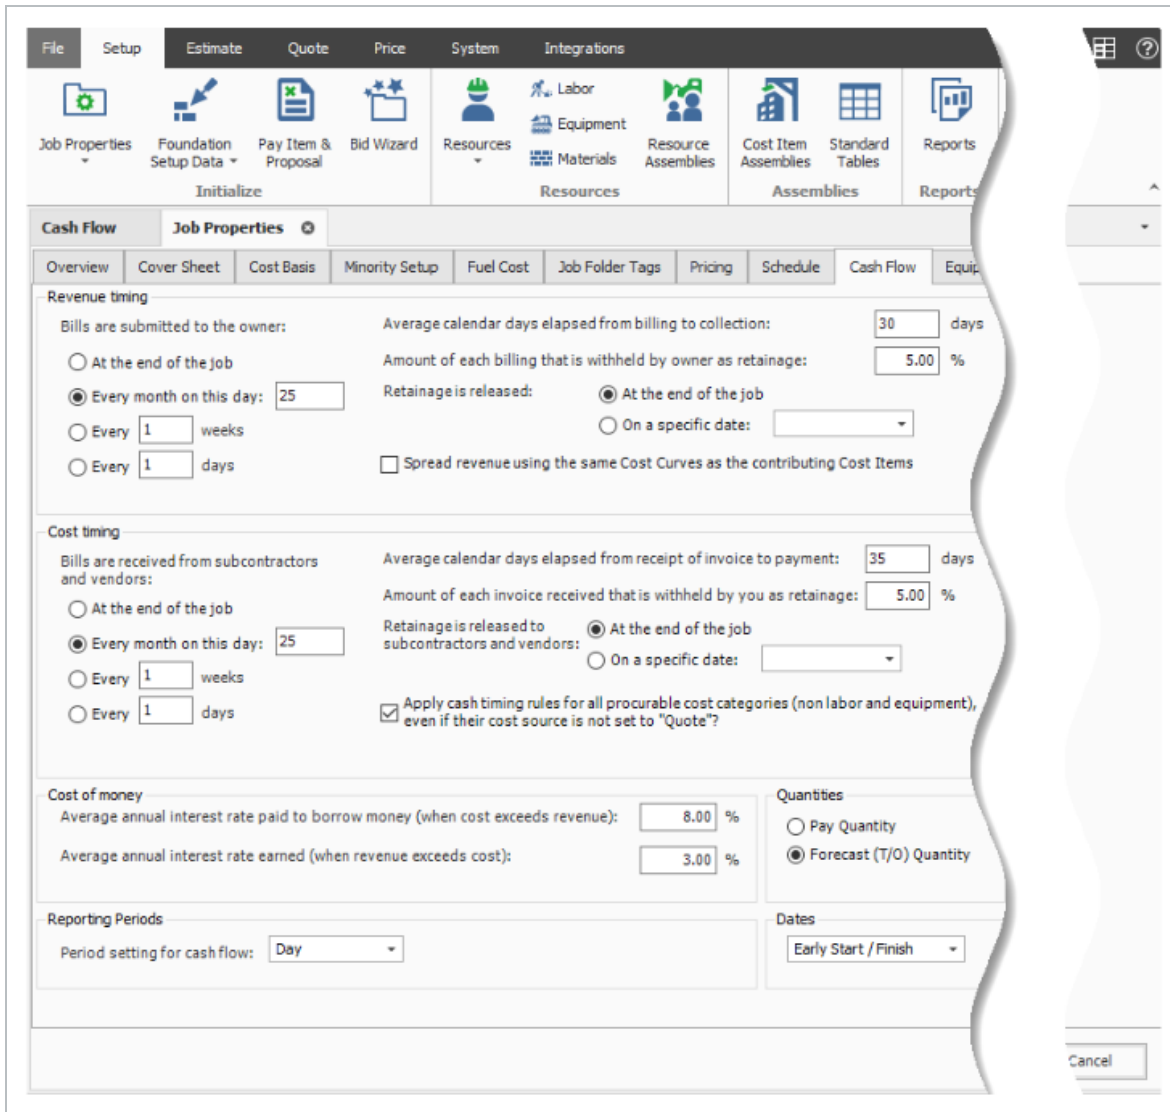 File Setup Estimate Quote Price System Integrations
Job Properties
Foundation Setup Data
Pay Item & Proposal
Bid Wizard
Resources
Labor
Equipment
Materials
Resource Assemblies
Cost Item Assemblies
Standard Tables
Reports
Initialize Resources Assemblies Reports
Cash Flow Job Properties
Overview Cover Sheet Cost Basis Minority Setup Fuel Cost Job Folder Tags Pricing Schedule Cash Flow Equip
Revenue timing
Bills are submitted to the owner:
At the end of the job
Every month on this day: 25
Every 1 weeks
Every 1 days
Average calendar days elapsed from billing to collection: 30 days
Amount of each billing that is withheld by owner as retainage: 5.00 %
Retainage is released: At the end of the job
On a specific date:
Spread revenue using the same Cost Curves as the contributing Cost Items
Cost timing
Bills are received from subcontractors
and vendors:
At the end of the job
Every month on this day: 25
Every 1 weeks
Every 1 days
Average calendar days elapsed from receipt of invoice to payment: 35 days
Amount of each invoice received that is withheld by you as retainage: 5.00 %
Retainage is released to
subcontractors and vendors:
At the end of the job
On a specific date:
Apply cash timing rules for all procurable cost categories (non labor and equipment),
even if their cost source is not set to "Quote"?
Cost of money
Average annual interest rate paid to borrow money (when cost exceeds revenue): 8.00 %
Average annual interest rate earned (when revenue exceeds cost): 3.00 %
Quantities
Pay Quantity
Forecast (T/O) Quantity
Reporting Periods
Period setting for cash flow: Day
Dates
Early Start / Finish
Cancel